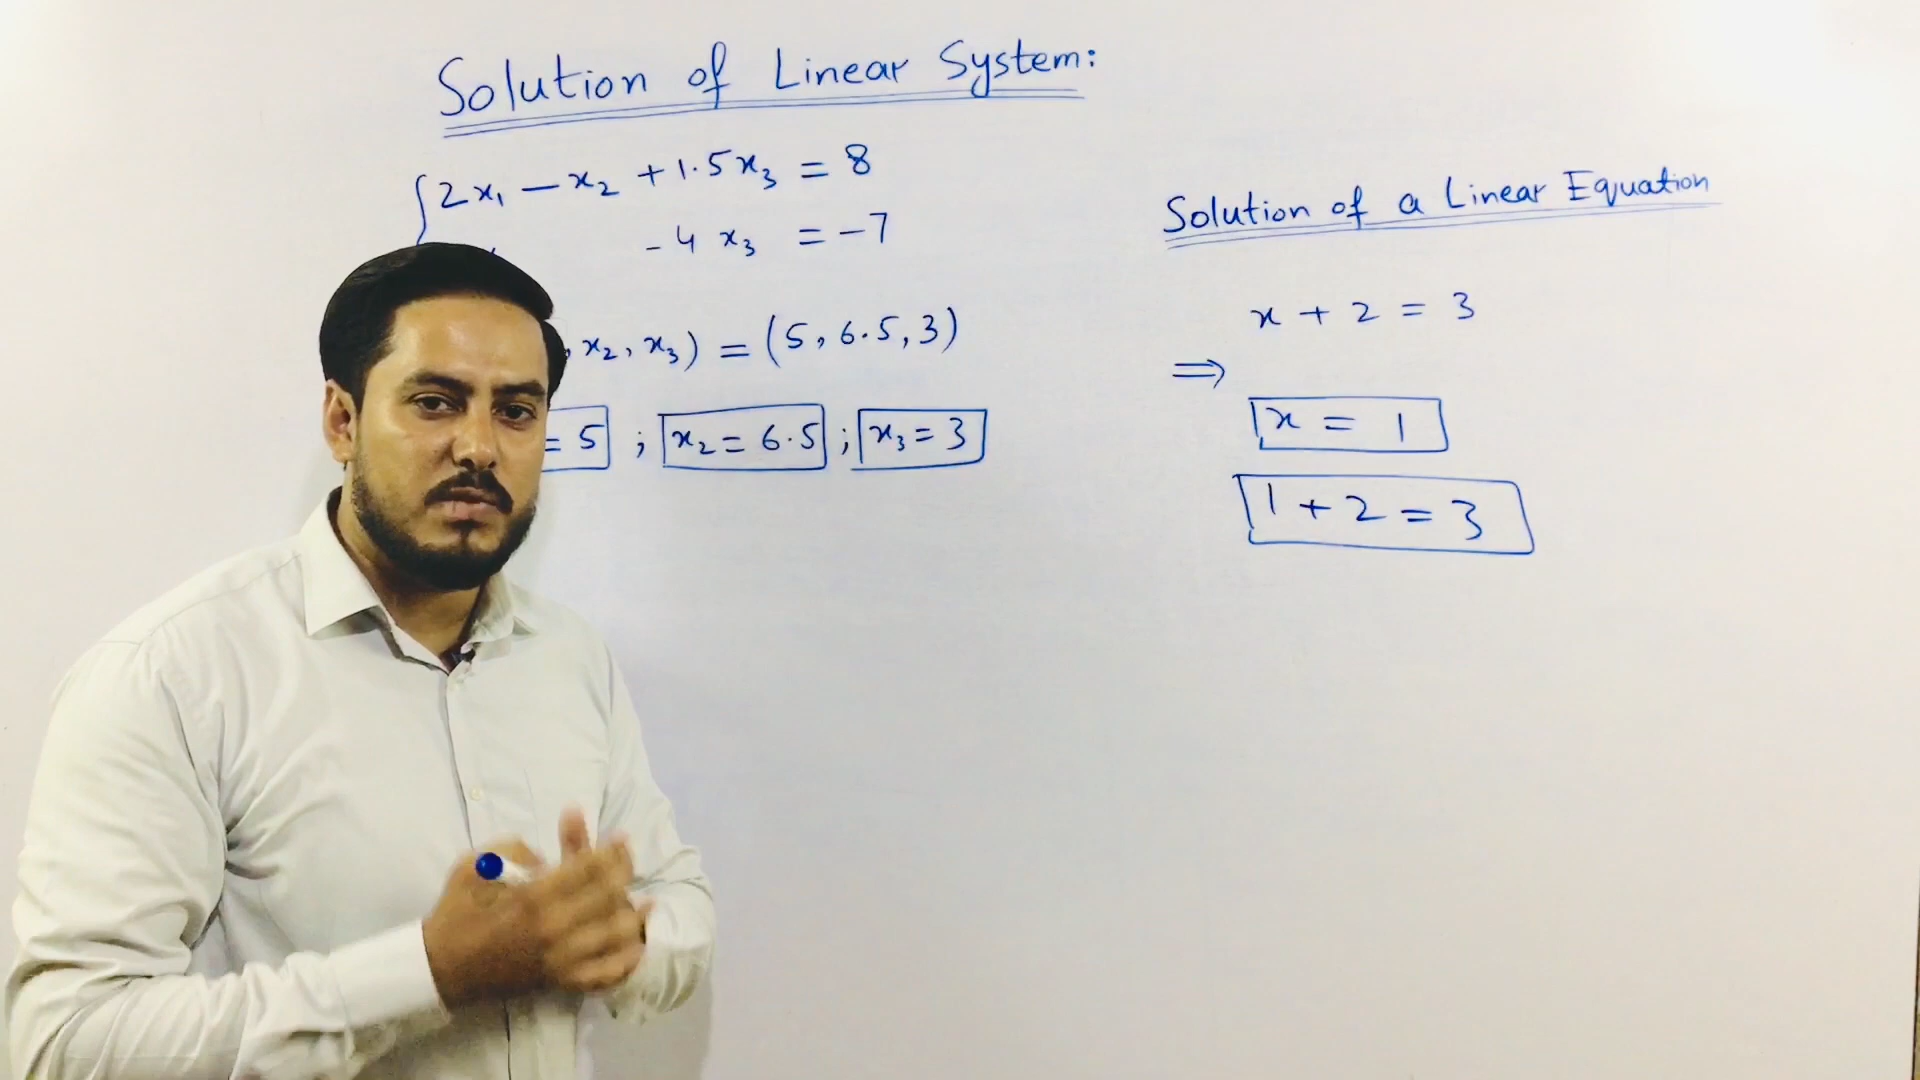 Solution of Linear System:
2x₁ - x₂ + 1.5x₃ = 8
- 4 x₃ = -7
, x₂, x₃) = (5, 6.5, 3)
= 5 ; x₂ = 6.5 ; x₃ = 3
Solution of a Linear Equation
x + 2 = 3
⇒
x = 1
1 + 2 = 3